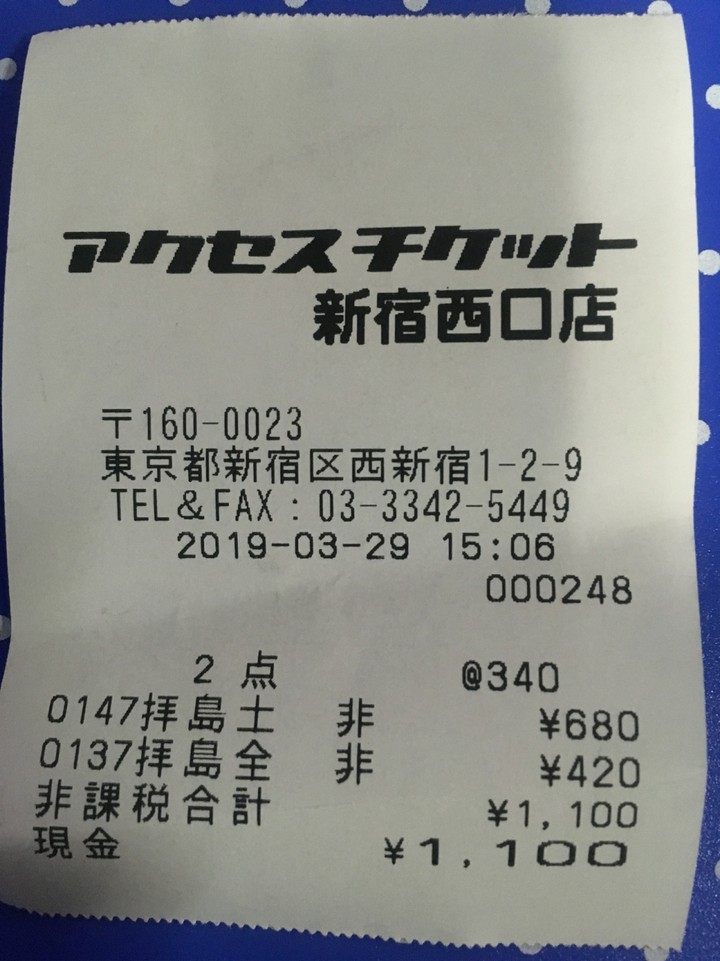 アクセスチケット
新宿西口店
〒160-0023
東京都新宿区西新宿1-2-9
TEL&FAX:03-3342-5449
2019-03-29 15:06
000248
2点 @340
0147拝島土 非 ¥680
0137拝島全 非 ¥420
非課税合計 ¥1,100
現金 ¥1,100